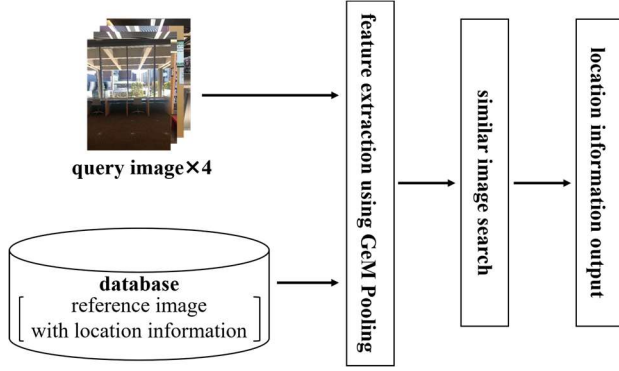 query image×4
database
reference image
with location information
feature extraction using GeM Pooling
similar image search
location information output